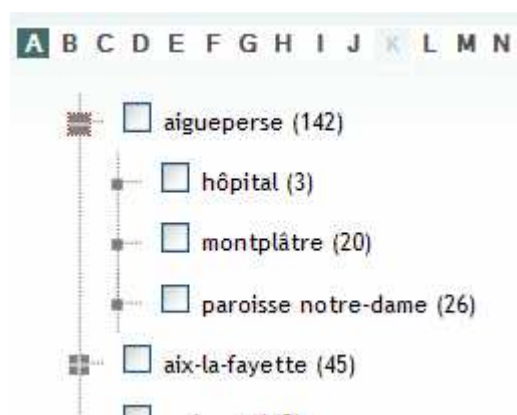 A B C D E F G H I J K L M N
aigueperse (142)
hôpital (3)
montplâtre (20)
paroisse notre-dame (26)
aix-la-fayette (45)